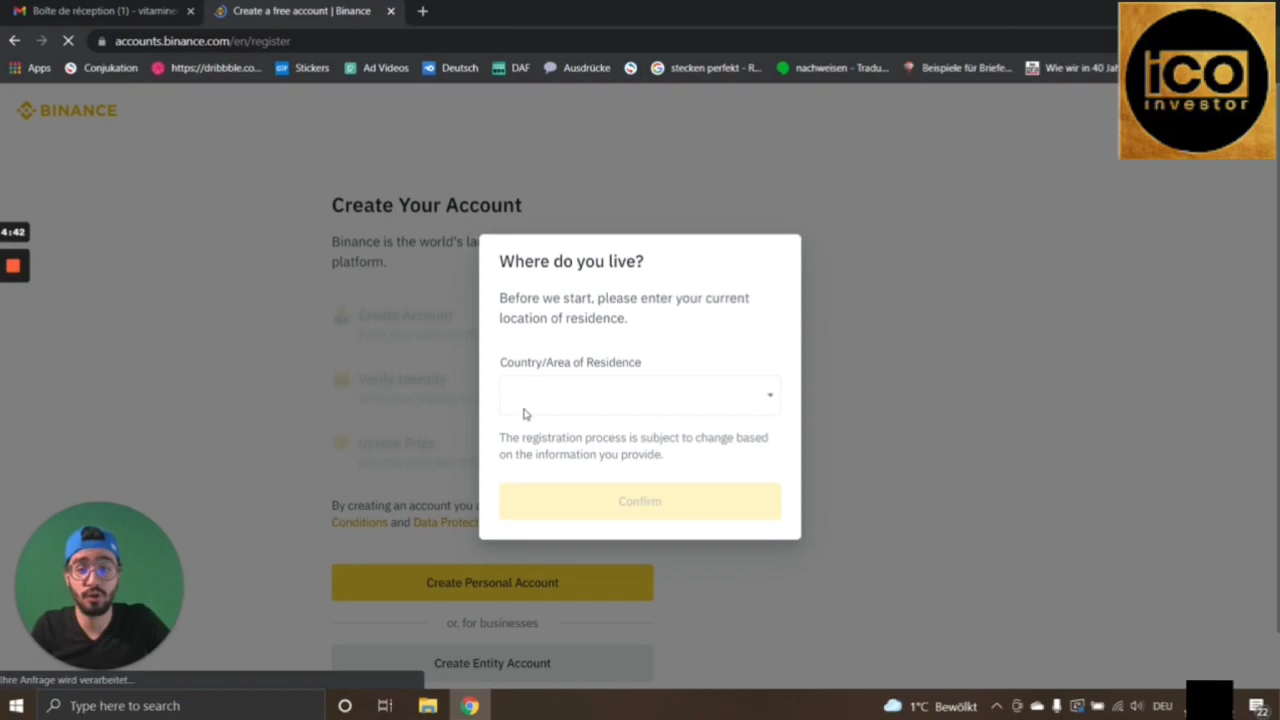 Boîte de réception (1) - vitamine
Create a free account | Binance
accounts.binance.com/en/register
Apps
Conjukation
https://dribbble.co...
Stickers
Ad Videos
Deutsch
DAF
Ausdrücke
stecken perfekt - R...
nachweisen - Tradu...
Beispiele für Briefe...
Wie wir in 40 Jah
ico
investor
BINANCE
Create Your Account
Binance is the world's la
platform.
4:42
Create Account
Verify Identity
Unlock Prize
Where do you live?
Before we start, please enter your current
location of residence.
Country/Area of Residence
The registration process is subject to change based
on the information you provide.
Confirm
By creating an account you a
Conditions and Data Protect
Create Personal Account
or, for businesses
Create Entity Account
Ihre Anfrage wird verarbeitet...
Type here to search
1°C Bewölkt
DEU
22